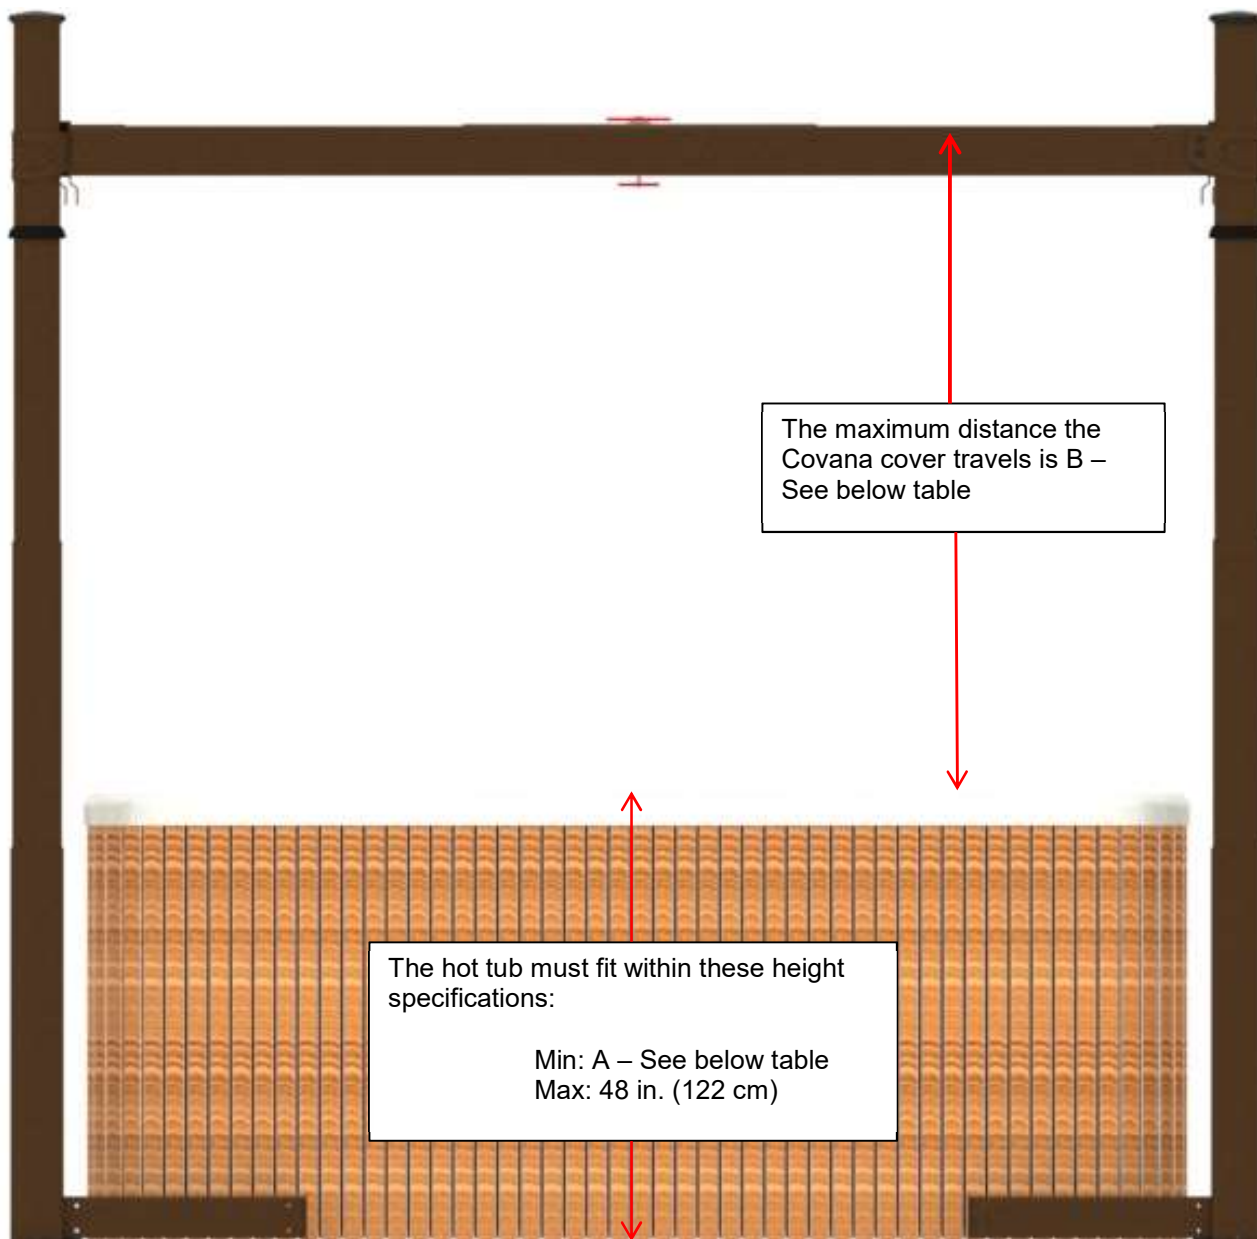 The maximum distance the
Covana cover travels is B –
See below table
The hot tub must fit within these height
specifications:
Min: A – See below table
Max: 48 in. (122 cm)